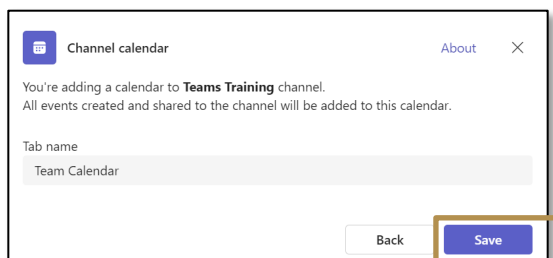 Channel calendar About
You're adding a calendar to Teams Training channel.
All events created and shared to the channel will be added to this calendar.
Tab name
Team Calendar
Back Save